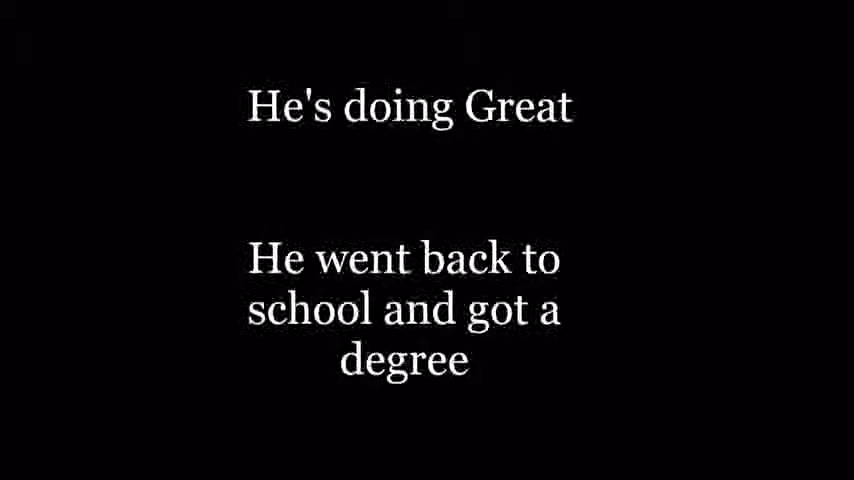 He's doing Great
He went back to
school and got a
degree